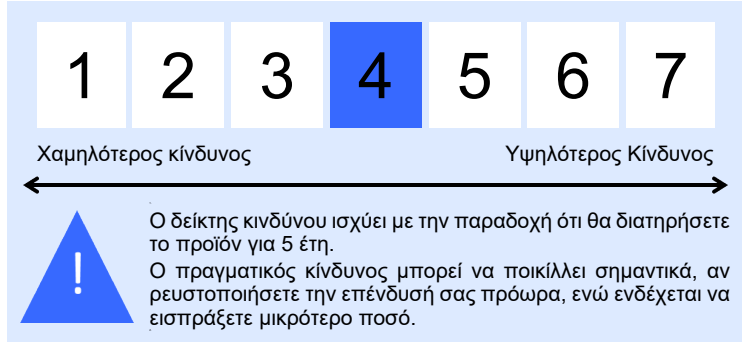 1 2 3 4 5 6 7
Χαμηλότερος κίνδυνος Υψηλότερος Κίνδυνος
!
Ο δείκτης κινδύνου ισχύει με την παραδοχή ότι θα διατηρήσετε
το προϊόν για 5 έτη.
Ο πραγματικός κίνδυνος μπορεί να ποικίλλει σημαντικά, αν
ρευστοποιήσετε την επένδυσή σας πρόωρα, ενώ ενδέχεται να
εισπράξετε μικρότερο ποσό.